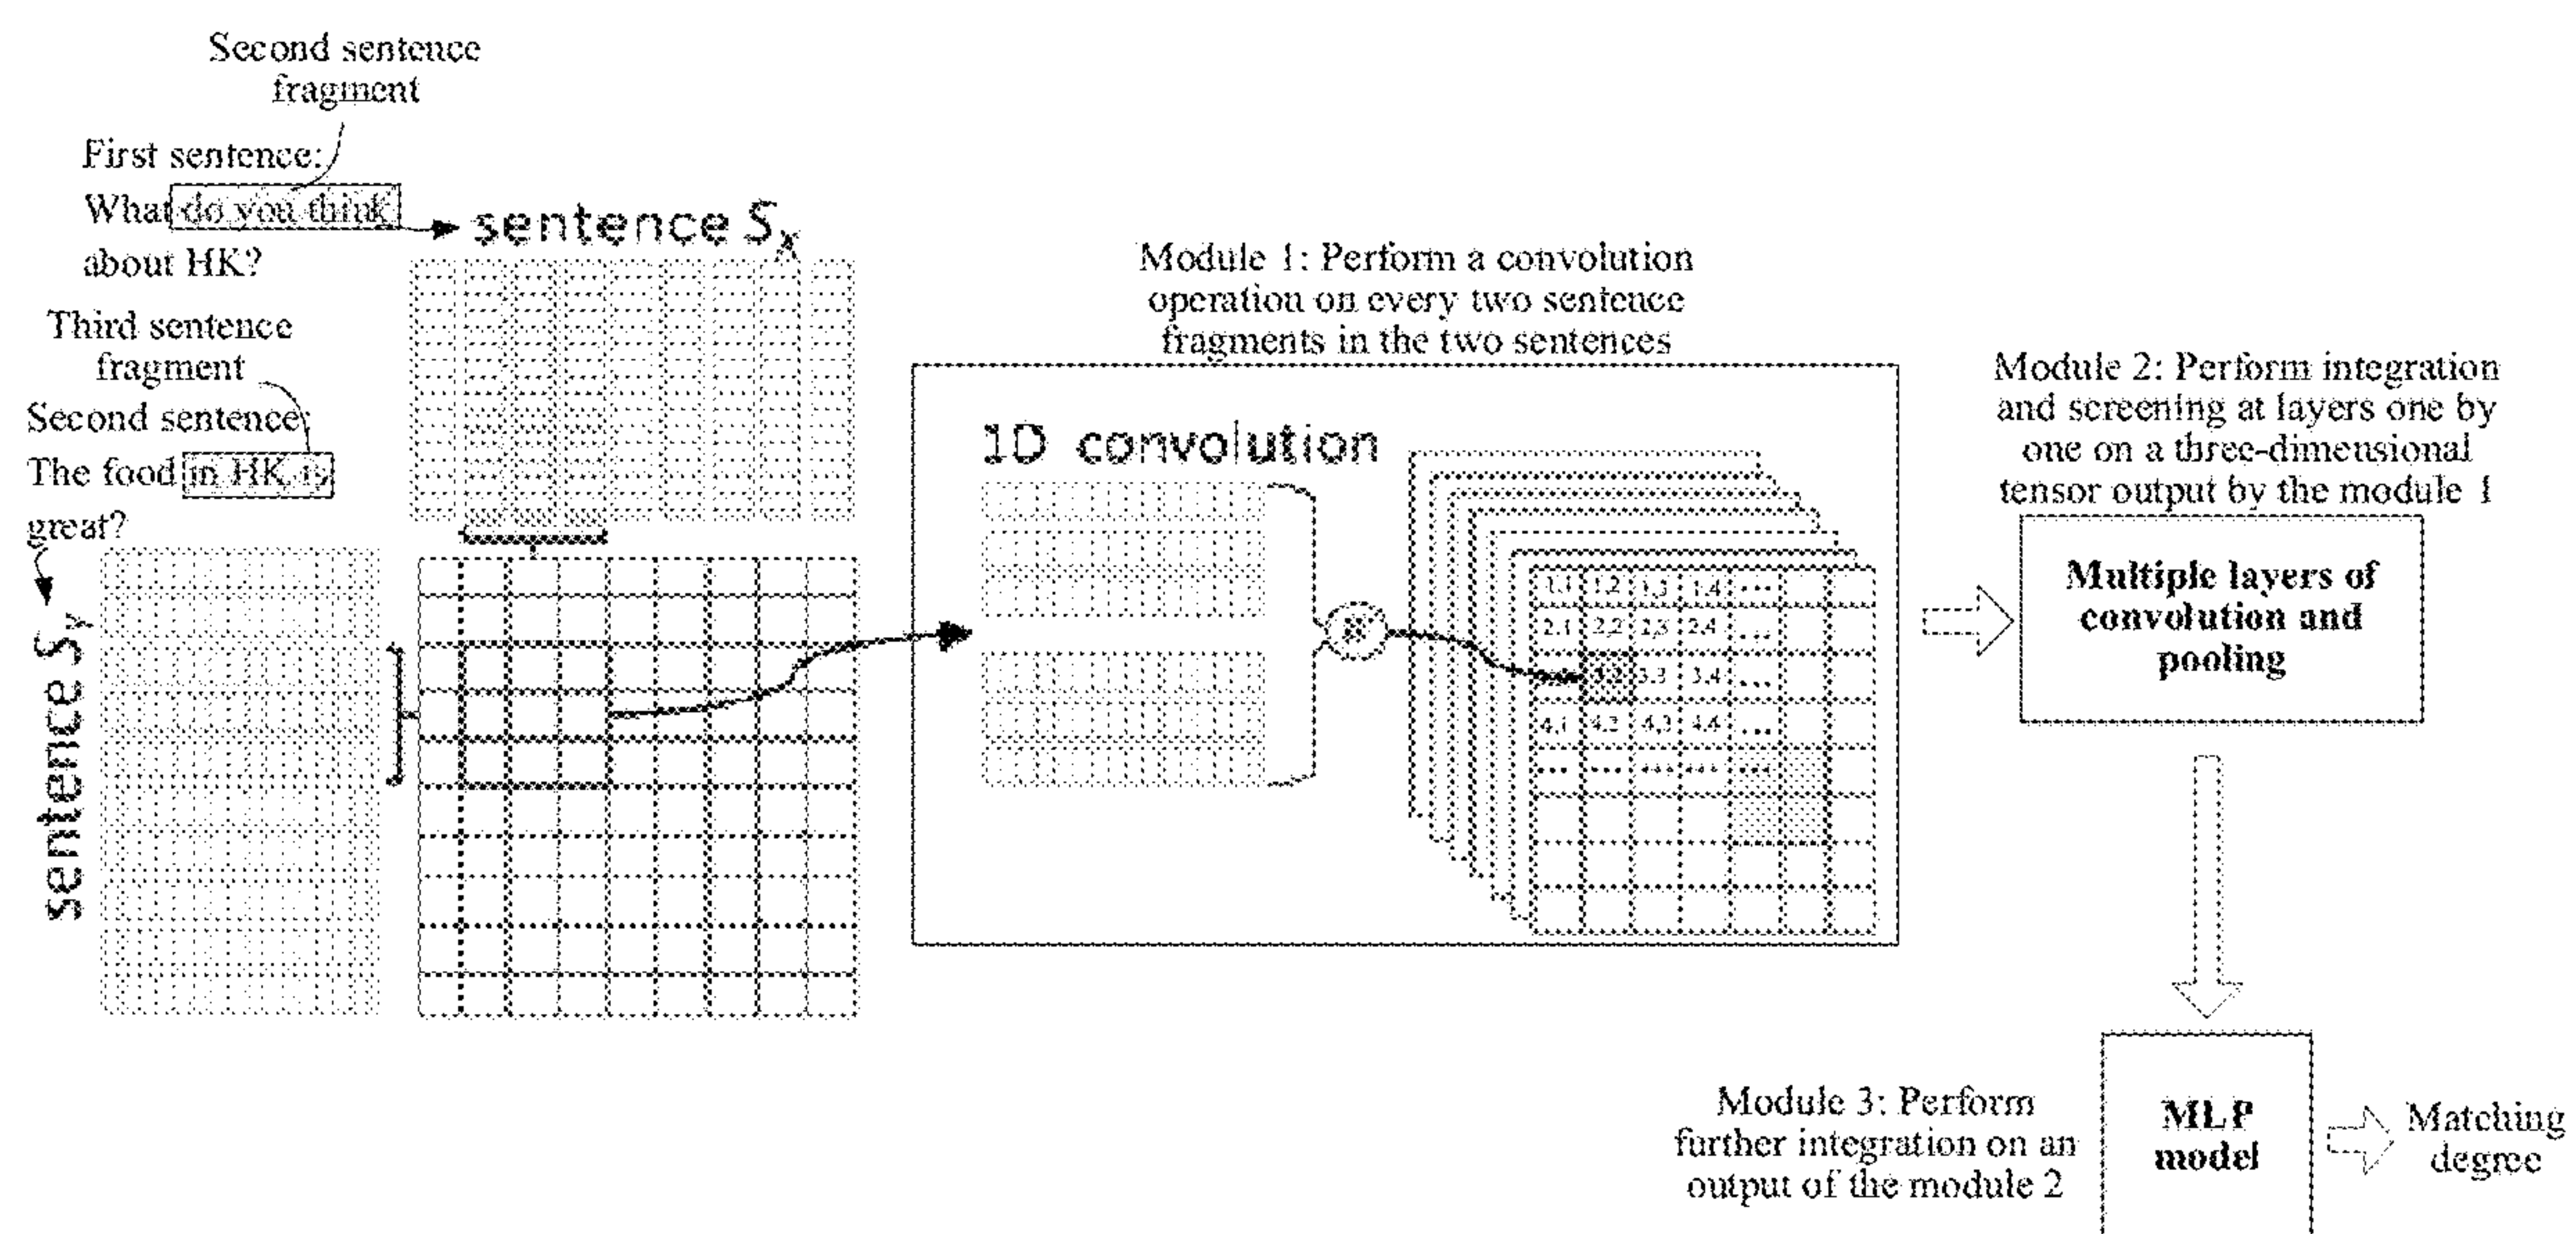 Second sentence
fragment
First sentence:
What do you think
about HK?
sentence Sx
Third sentence
fragment
Second sentence:
The food in HK is
great?
sentence Sy
Module 1: Perform a convolution
operation on every two sentence
fragments in the two sentences
1D convolution
1,1 1,2 1,3 1,4 ...
2,1 2,2 2,3 2,4 ...
3,2 3,3 3,4 ...
4,1 4,2 4,3 4,4 ...
... ... ... ... ...
Module 2: Perform integration
and screening at layers one by
one on a three-dimensional
tensor output by the module 1
Multiple layers of
convolution and
pooling
Module 3: Perform
further integration on an
output of the module 2
MLP
model
Matching
degree